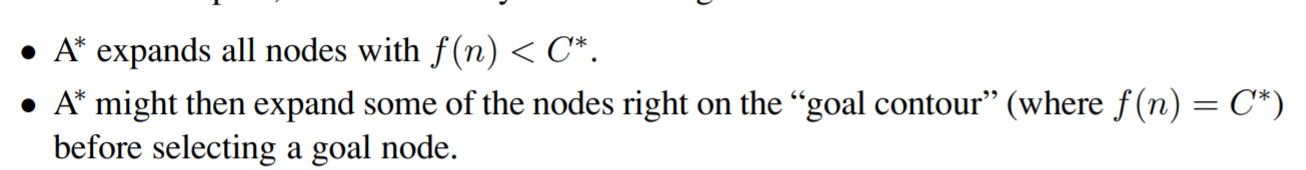 • A* expands all nodes with f(n) < C*.
• A* might then expand some of the nodes right on the “goal contour” (where f(n) = C*)
before selecting a goal node.